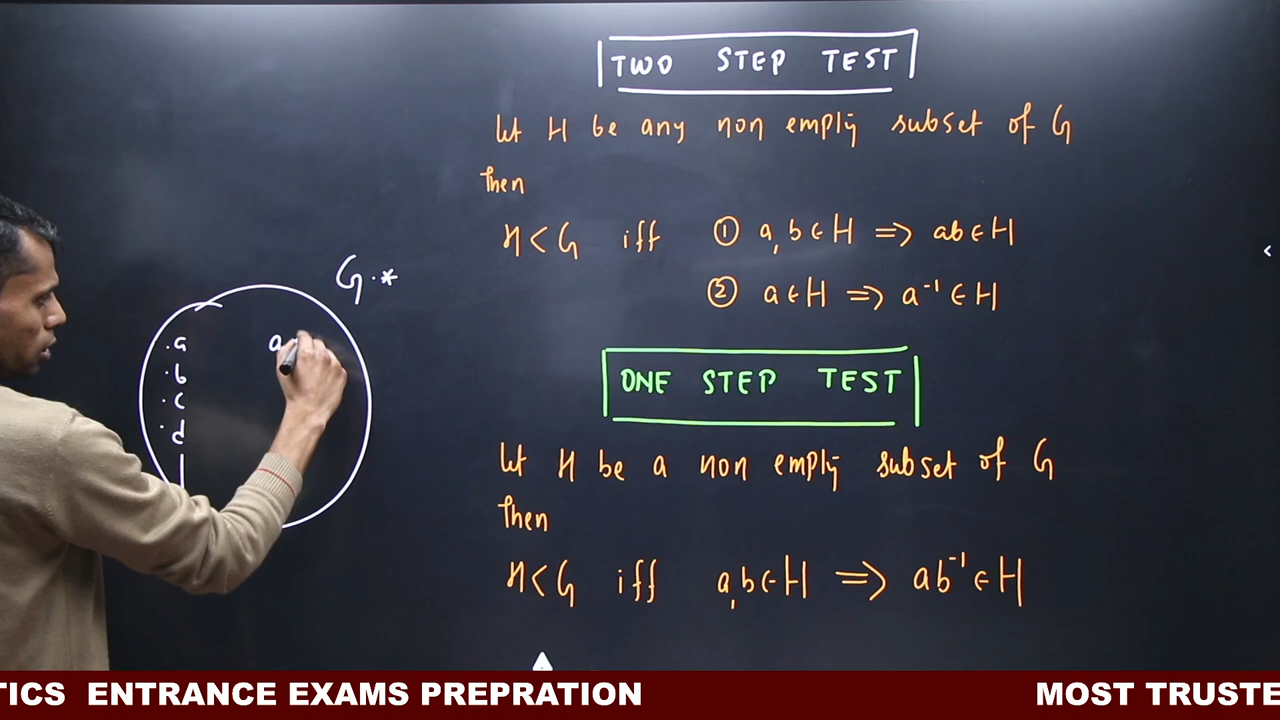 TWO STEP TEST
Let H be any non empty subset of G
Then
H < G iff ① a, b ∈ H ⇒ ab ∈ H
② a ∈ H ⇒ a⁻¹ ∈ H
ONE STEP TEST
Let H be a non empty subset of G
Then
H < G iff a, b ∈ H ⇒ ab⁻¹ ∈ H
G . *
. a
. b
. c
. d
a
TICS ENTRANCE EXAMS PREPRATION MOST TRUSTE